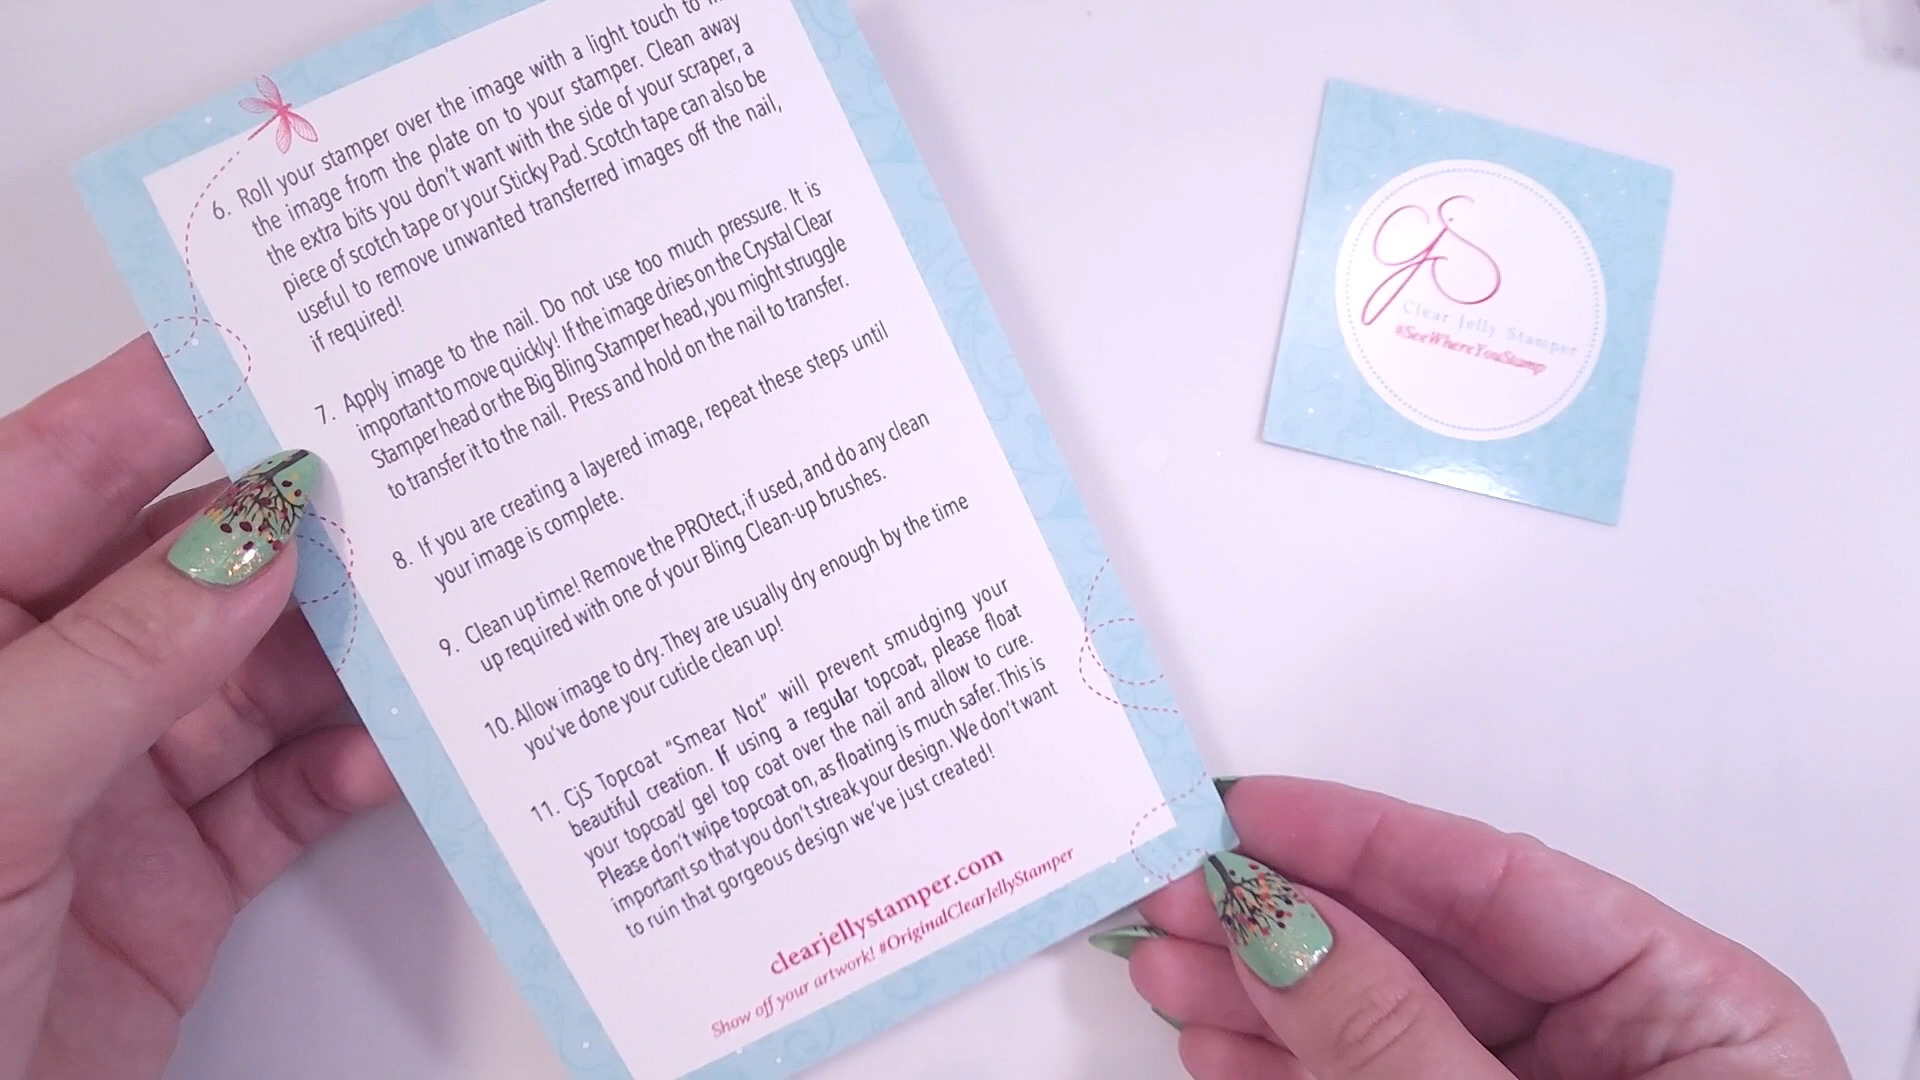 6. Roll your stamper over the image with a light touch to
the image from the plate on to your stamper. Clean away
the extra bits you don't want with the side of your scraper, a
piece of scotch tape or your Sticky Pad. Scotch tape can also be
useful to remove unwanted transferred images off the nail,
if required!
7. Apply image to the nail. Do not use too much pressure. It is
important to move quickly! If the image dries on the Crystal Clear
Stamper head or the Big Bling Stamper head, you might struggle
to transfer it to the nail. Press and hold on the nail to transfer.
8. If you are creating a layered image, repeat these steps until
your image is complete.
9. Clean up time! Remove the PROtect, if used, and do any clean
up required with one of your Bling Clean-up brushes.
10. Allow image to dry. They are usually dry enough by the time
you've done your cuticle clean up!
11. CjS Topcoat "Smear Not" will prevent smudging your
beautiful creation. If using a regular topcoat, please float
your topcoat/ gel top coat over the nail and allow to cure.
Please don't wipe topcoat on, as floating is much safer. This is
important so that you don't streak your design. We don't want
to ruin that gorgeous design we've just created!
clearjellystamper.com
Show off your artwork! #OriginalClearJellyStamper
CjS
Clear Jelly Stamper
#SeeWhereYouStamp